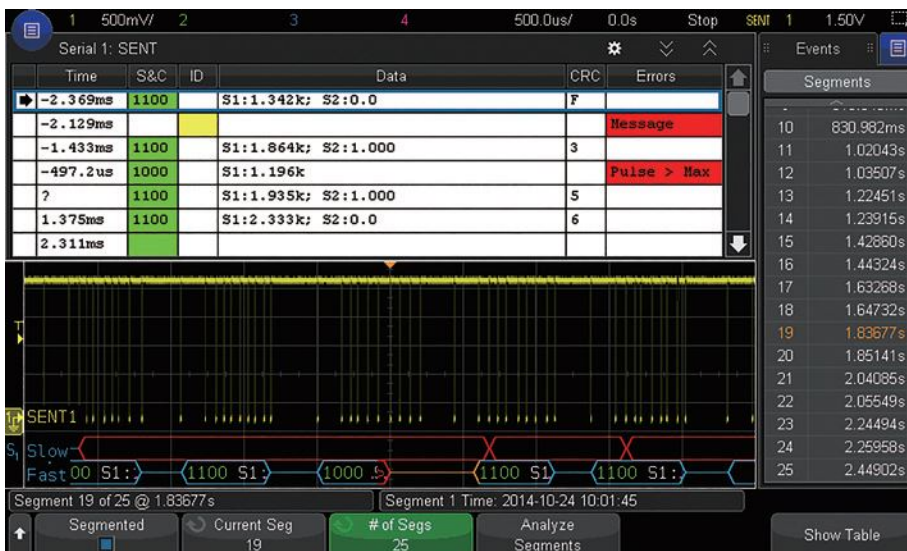 1 500mV/ 2 3 4 500.0us/ 0.0s Stop SENT 1 1.50V
Serial 1: SENT
Time S&C ID Data CRC Errors
-2.369ms 1100 S1:1.342k; S2:0.0 F
-2.129ms Message
-1.433ms 1100 S1:1.864k; S2:1.000 3
-497.2us 1000 S1:1.196k Pulse > Max
? 1100 S1:1.935k; S2:1.000 5
1.375ms 1100 S1:2.333k; S2:0.0 6
2.311ms
Events
Segments
10 830.982ms
11 1.02043s
12 1.03507s
13 1.22451s
14 1.23915s
15 1.42860s
16 1.44324s
17 1.63268s
18 1.64732s
19 1.83677s
20 1.85141s
21 2.04085s
22 2.05549s
23 2.24494s
24 2.25958s
25 2.44902s
T
SENT1
S1 Slow
Fast 00 S1: 1100 S1: 1000 1100 S1 1100 S1:
Segment 19 of 25 @ 1.83677s
Segment 1 Time: 2014-10-24 10:01:45
Segmented
Current Seg
19
# of Segs
25
Analyze
Segments
Show Table